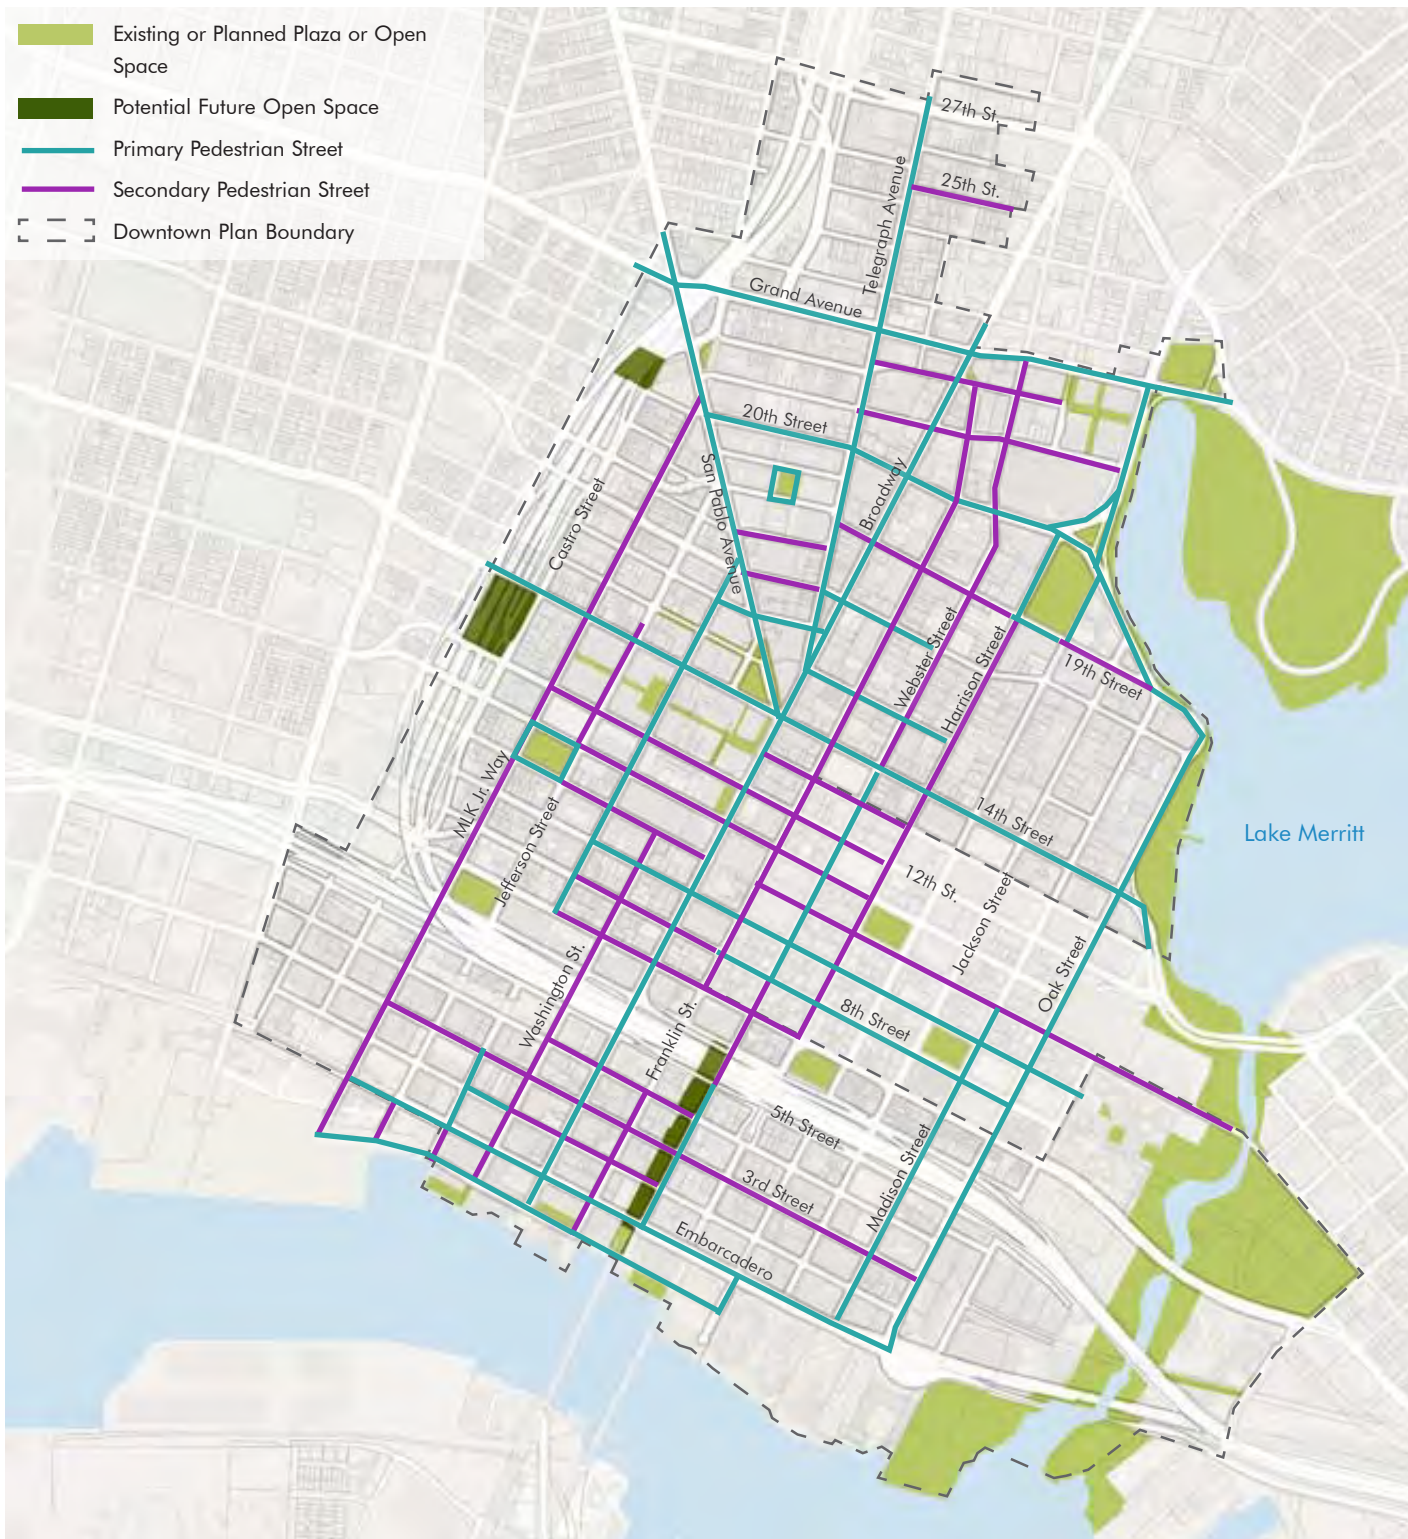 Existing or Planned Plaza or Open
Space
Potential Future Open Space
Primary Pedestrian Street
Secondary Pedestrian Street
Downtown Plan Boundary
27th St.
25th St.
Telegraph Avenue
Grand Avenue
20th Street
San Pablo Avenue
Broadway
Castro Street
Webster Street
Harrison Street
19th Street
MLK Jr. Way
Jefferson Street
14th Street
Lake Merritt
12th St.
Jackson Street
Oak Street
Washington St.
Franklin St.
8th Street
5th Street
Madison Street
3rd Street
Embarcadero